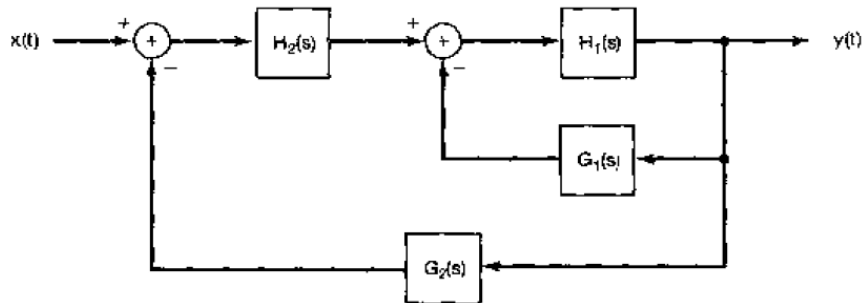 x(t) + + − H₂(s) + + − H₁(s) y(t)
G₁(s)
G₂(s)